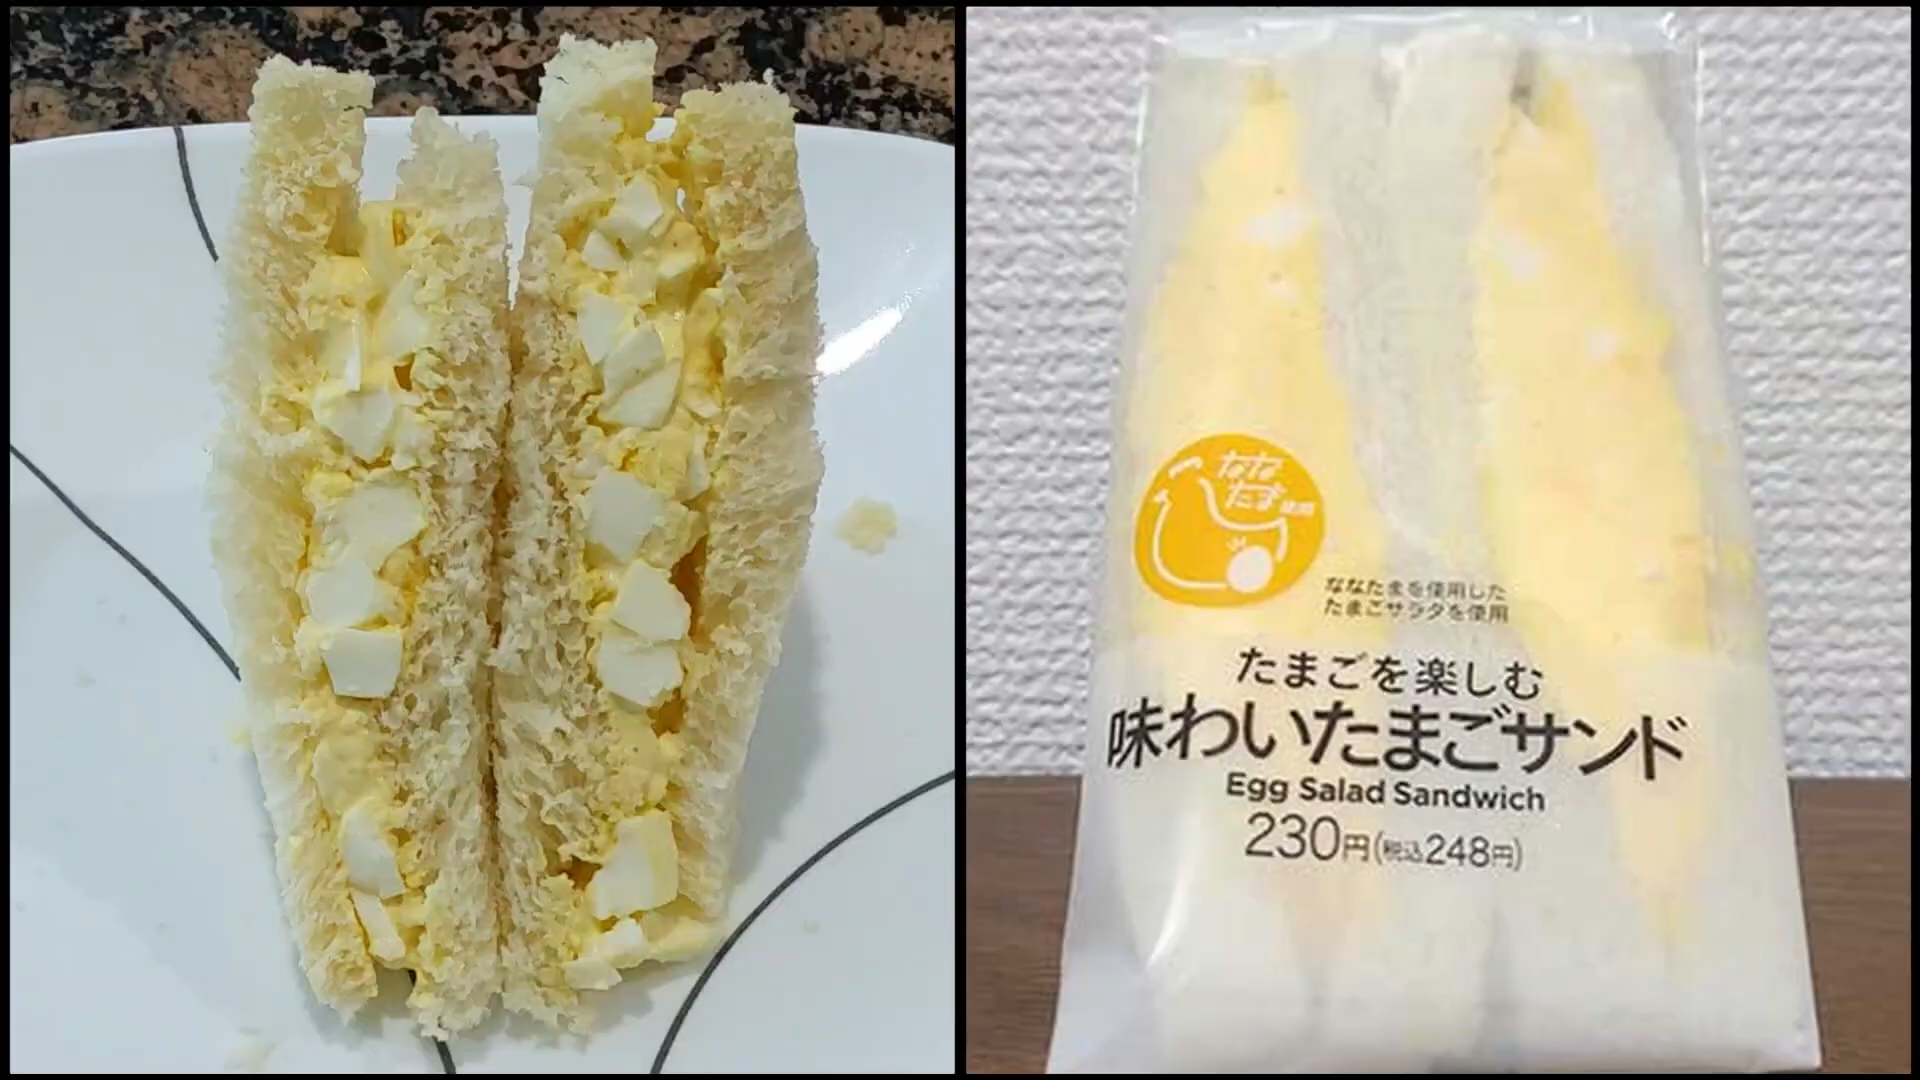 なな
たま使用
ななたまを使用した
たまごサラダを使用
たまごを楽しむ
味わいたまごサンド
Egg Salad Sandwich
230円(税込248円)